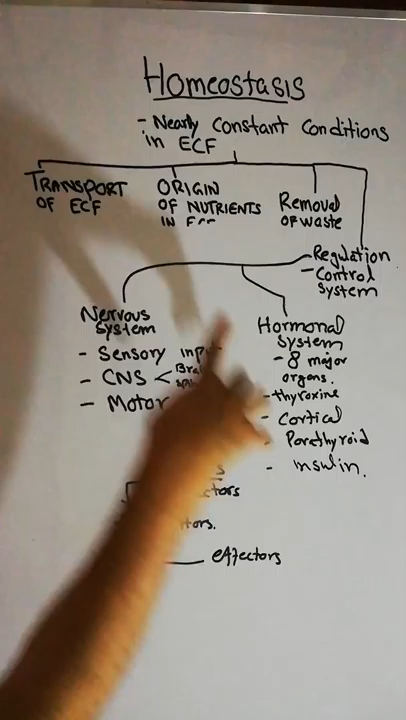 Homeostasis
- Nearly Constant Conditions
in ECF
TRANSPORT
OF ECF
ORIGIN
OF NUTRIENTS
IN
Removal
OF waste
- Regulation
- Control
System
Nervous
System
- Sensory
- CNS <
- Motor
Hormonal
System
- 8 major
organs.
- thyroxine
- Cortical
- Parathyroid
- insulin.
effectors